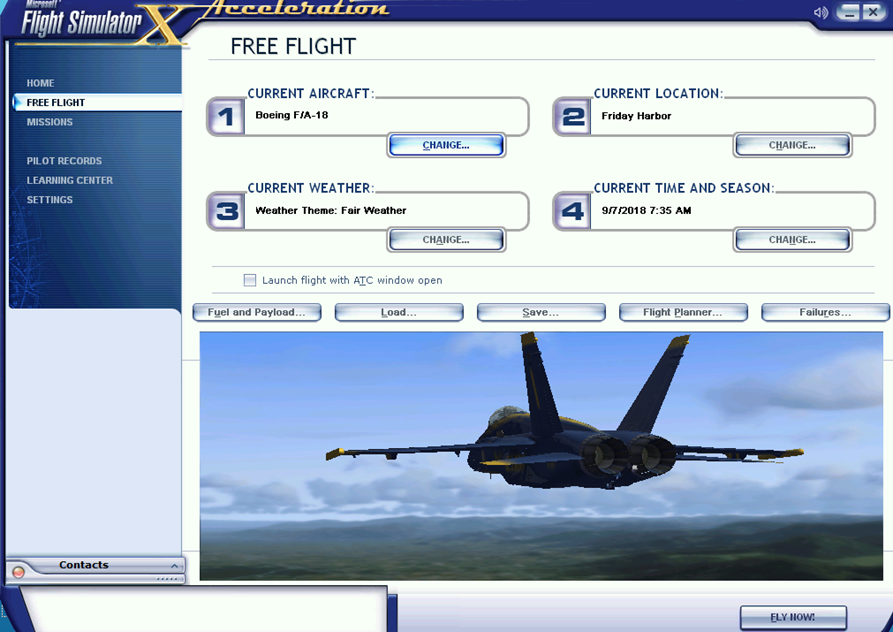 Microsoft
Flight Simulator X
Acceleration
FREE FLIGHT
HOME
FREE FLIGHT
MISSIONS
PILOT RECORDS
LEARNING CENTER
SETTINGS
1
CURRENT AIRCRAFT:
Boeing F/A-18
CHANGE...
2
CURRENT LOCATION:
Friday Harbor
CHANGE...
3
CURRENT WEATHER:
Weather Theme: Fair Weather
CHANGE...
4
CURRENT TIME AND SEASON:
9/7/2018 7:35 AM
CHANGE...
Launch flight with ATC window open
Fuel and Payload... Load... Save... Flight Planner... Failures...
Contacts
FLY NOW!